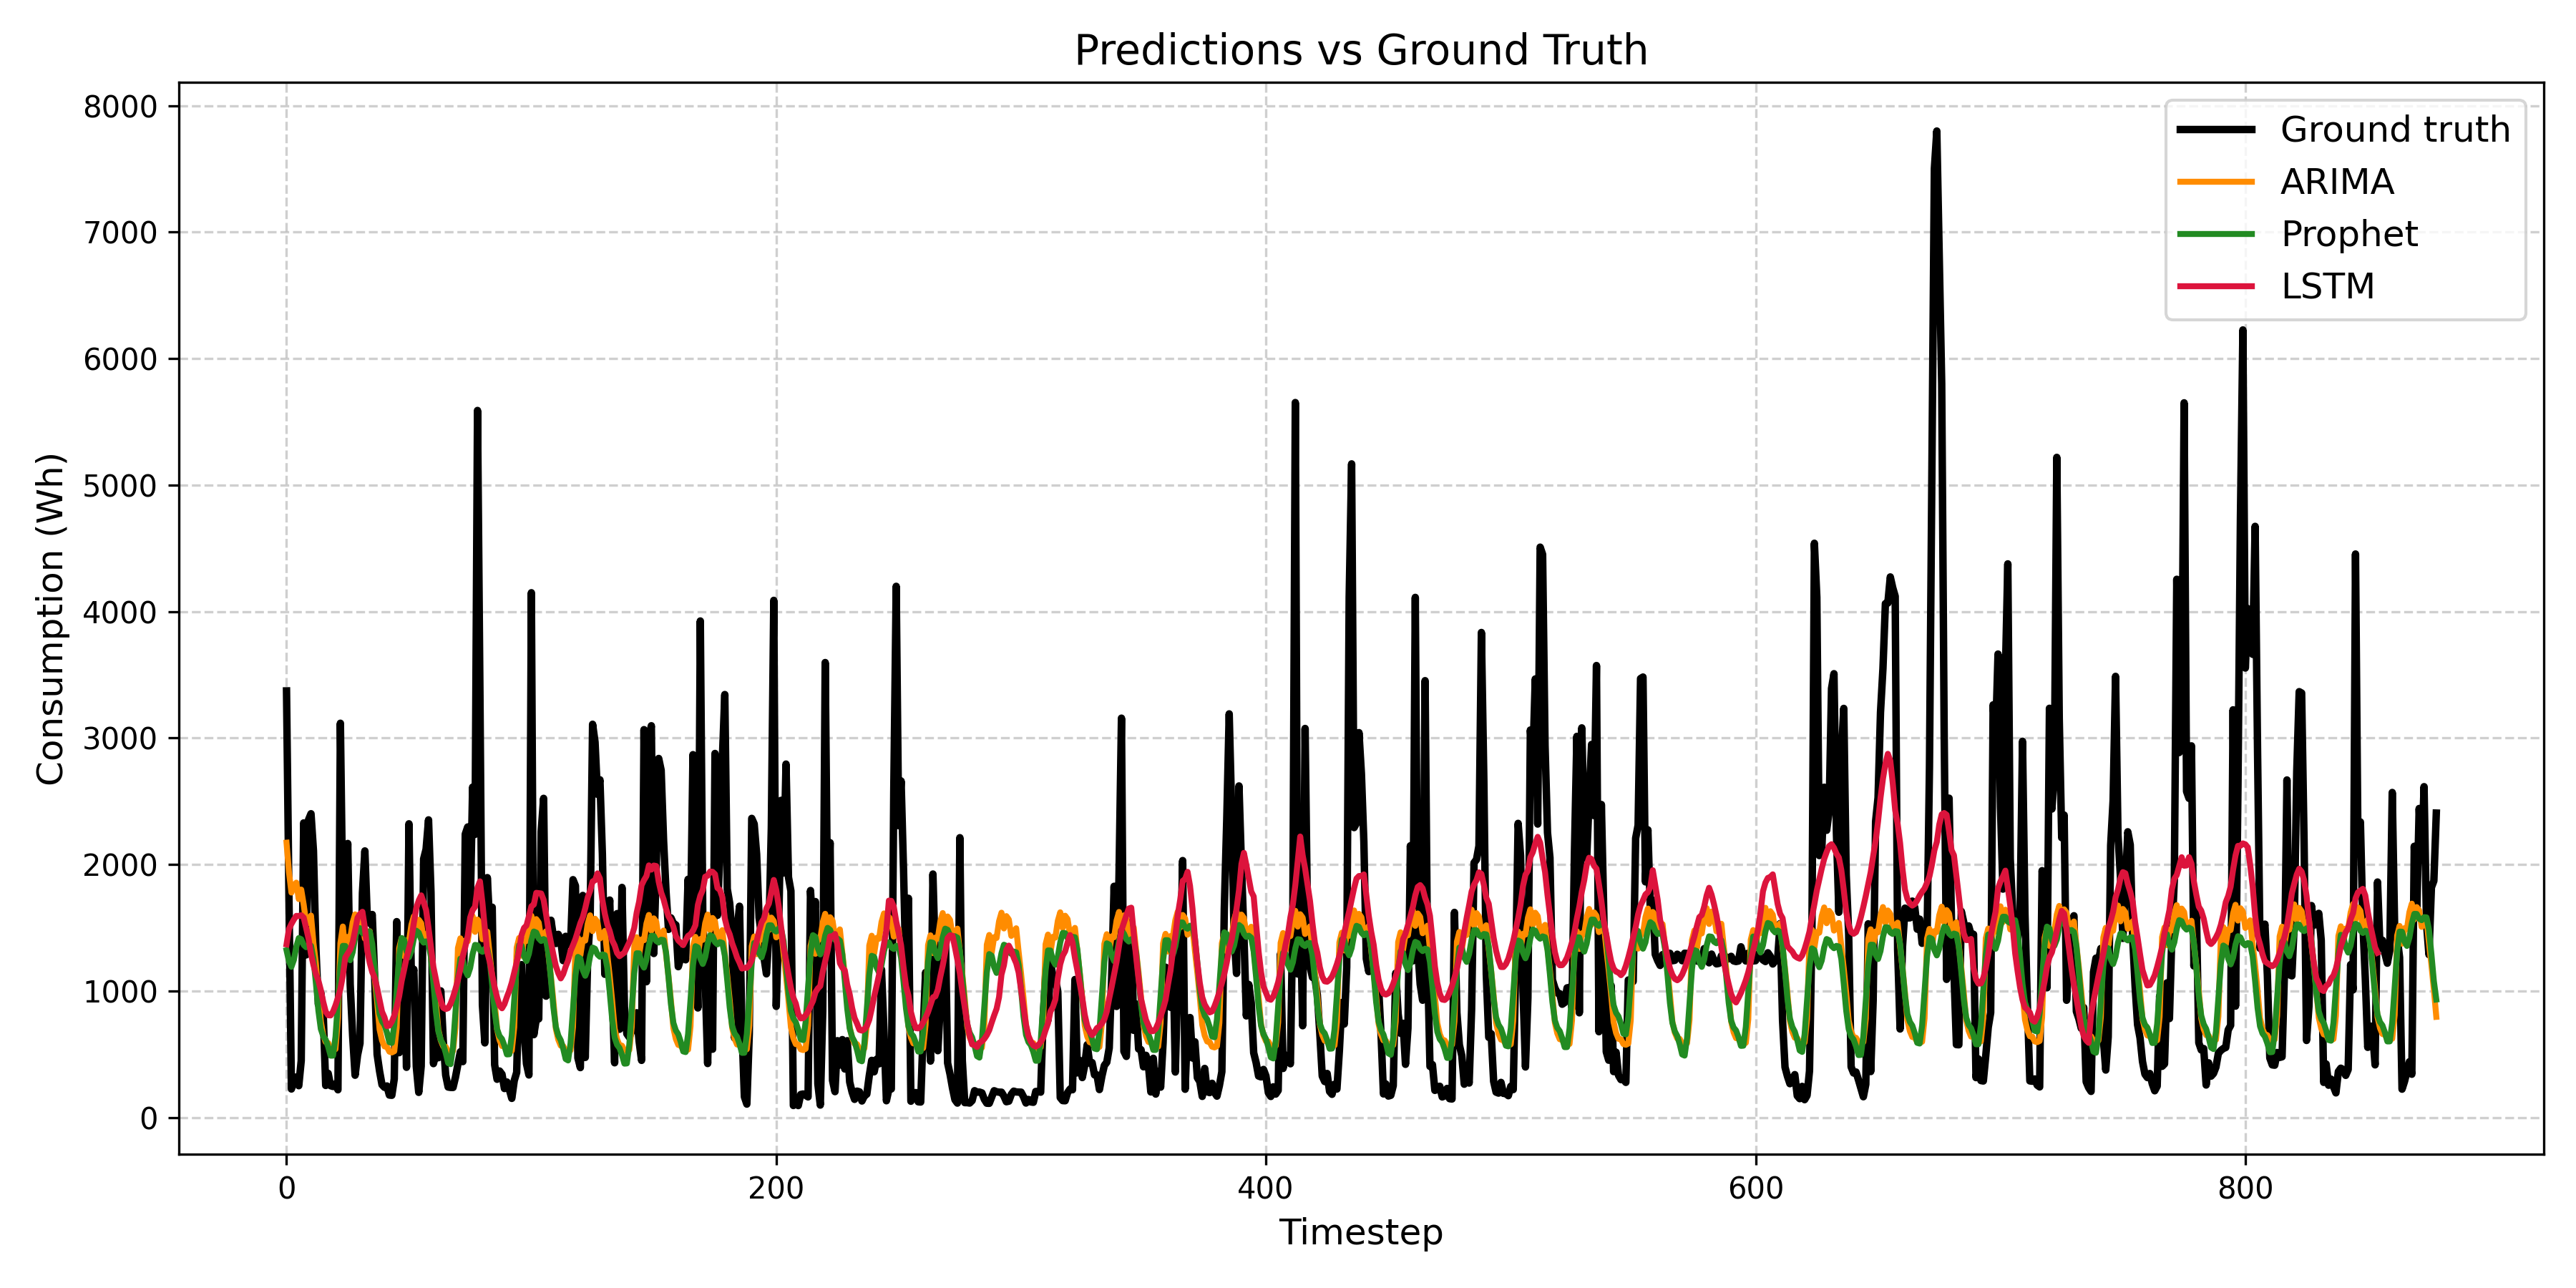 Predictions vs Ground Truth
8000
7000
6000
5000
4000
3000
2000
1000
0
Consumption (Wh)
Ground truth
ARIMA
Prophet
LSTM
0 200 400 600 800
Timestep